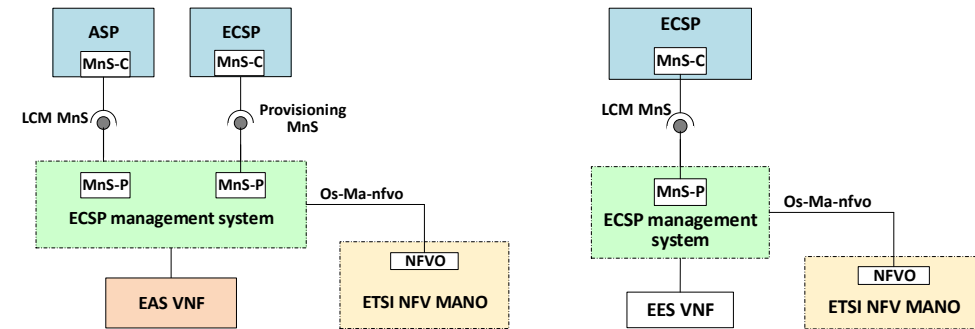 ASP
MnS-C
ECSP
MnS-C
LCM MnS
Provisioning
MnS
MnS-P
MnS-P
ECSP management system
Os-Ma-nfvo
NFVO
ETSI NFV MANO
EAS VNF
ECSP
MnS-C
LCM MnS
MnS-P
ECSP management
system
Os-Ma-nfvo
NFVO
ETSI NFV MANO
EES VNF